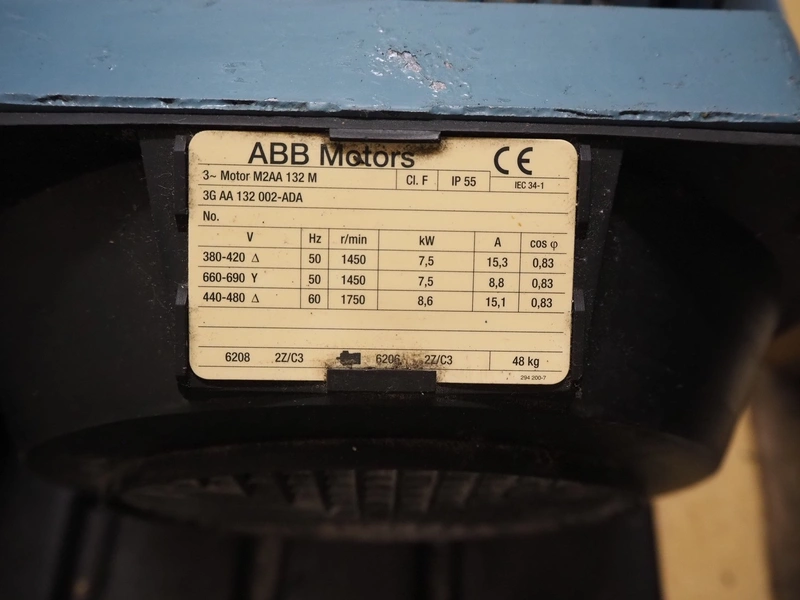 ABB Motors CE
3~ Motor M2AA 132 M Cl. F IP 55 IEC 34-1
3G AA 132 002-ADA
No.
V Hz r/min kW A cos φ
380-420 Δ 50 1450 7,5 15,3 0,83
660-690 Y 50 1450 7,5 8,8 0,83
440-480 Δ 60 1750 8,6 15,1 0,83
6208 2Z/C3 6206 2Z/C3 48 kg
294 200-7